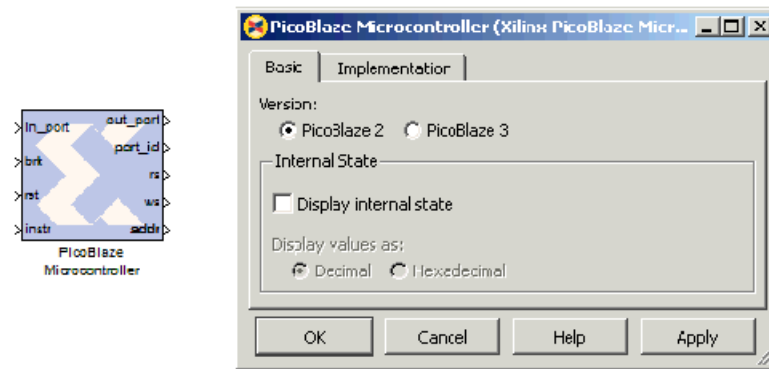 PicoBlaze Microcontroller (Xilinx PicoBlaze Micr...
Basic
Implementation
Version:
PicoBlaze 2
PicoBlaze 3
Internal State
Display internal state
Display values as:
Decimal
Hexedecimal
OK
Cancel
Help
Apply
in_port
brk
rst
instr
out_port
port_id
rs
ws
addr
PicoBlaze
Microcontroller